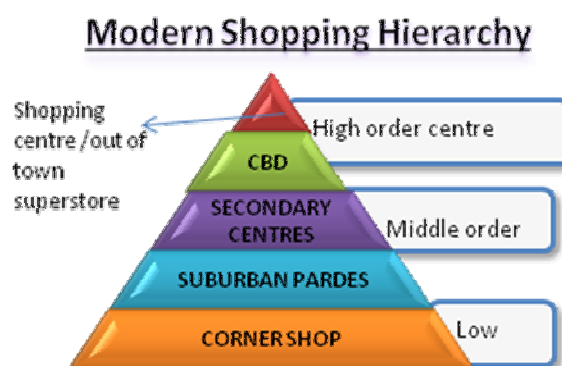 Modern Shopping Hierarchy
Shopping
centre /out of
town
superstore
High order centre
CBD
SECONDARY
CENTRES
Middle order
SUBURBAN PARDES
CORNER SHOP
Low